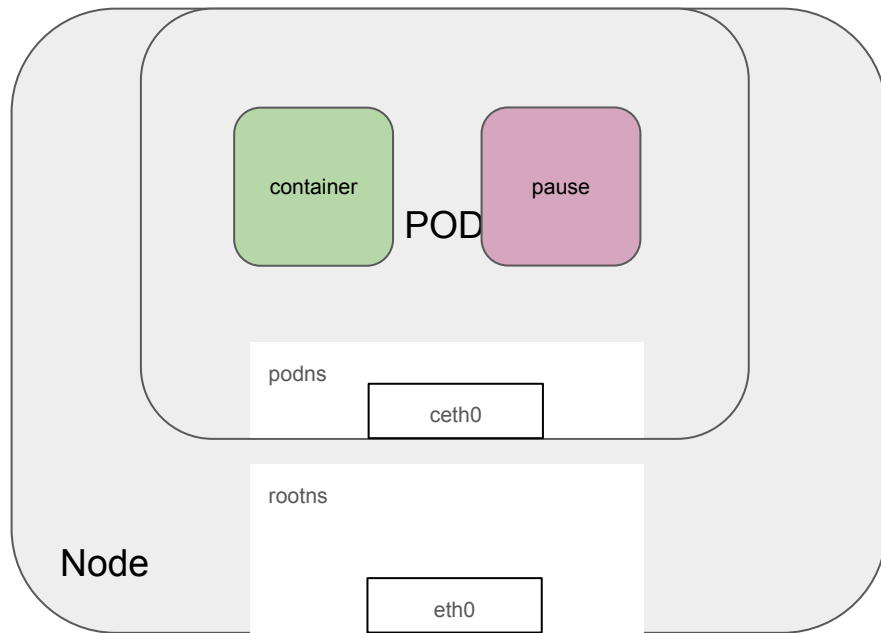 container
pause
POD
podns
ceth0
rootns
Node
eth0